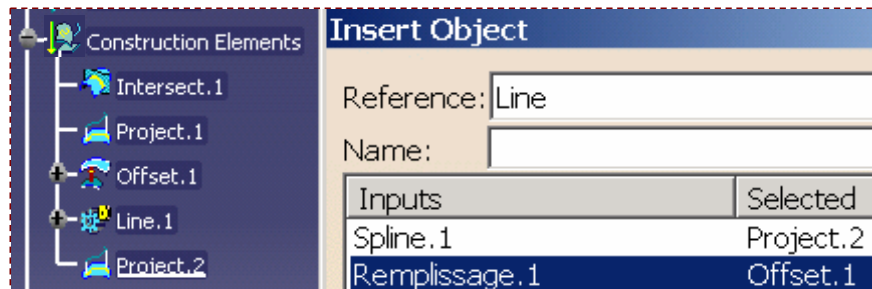 Construction Elements
Intersect.1
Project.1
Offset.1
Line.1
Project.2
Insert Object
Reference: Line
Name:
Inputs Selected
Spline.1 Project.2
Remplissage.1 Offset.1